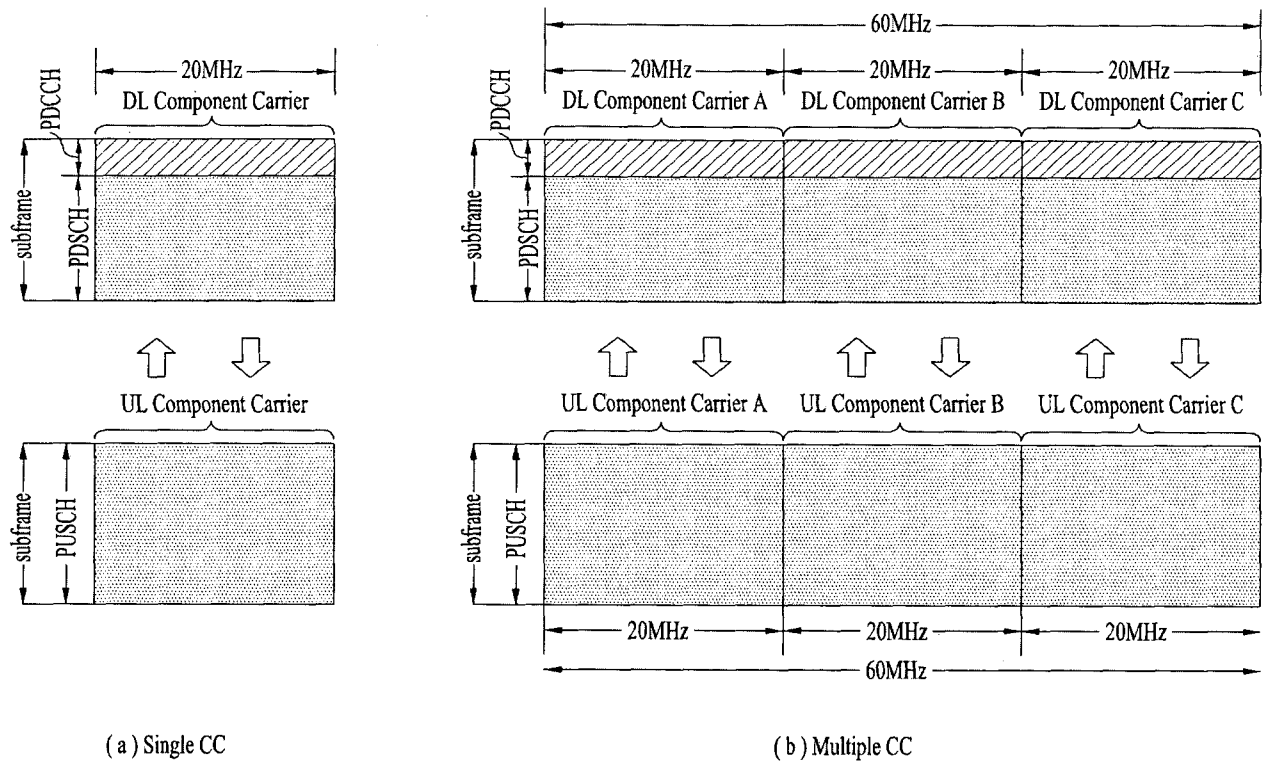 20MHz
DL Component Carrier
PDCCH
subframe
PDSCH
UL Component Carrier
subframe
PUSCH
( a ) Single CC
60MHz
20MHz
20MHz
20MHz
DL Component Carrier A
DL Component Carrier B
DL Component Carrier C
PDCCH
subframe
PDSCH
UL Component Carrier A
UL Component Carrier B
UL Component Carrier C
subframe
PUSCH
20MHz
20MHz
20MHz
60MHz
( b ) Multiple CC